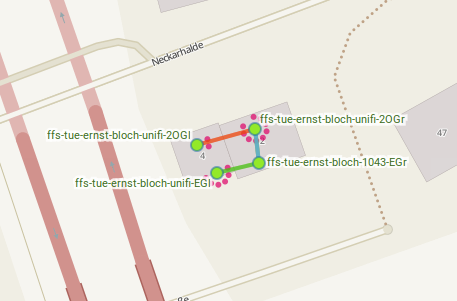 Neckarhalde
ffs-tue-ernst-bloch-unifi-2OGr
ffs-tue-ernst-bloch-unifi-2OGl
47
2
4
ffs-tue-ernst-bloch-1043-EGr
ffs-tue-ernst-bloch-unifi-EGl
ge